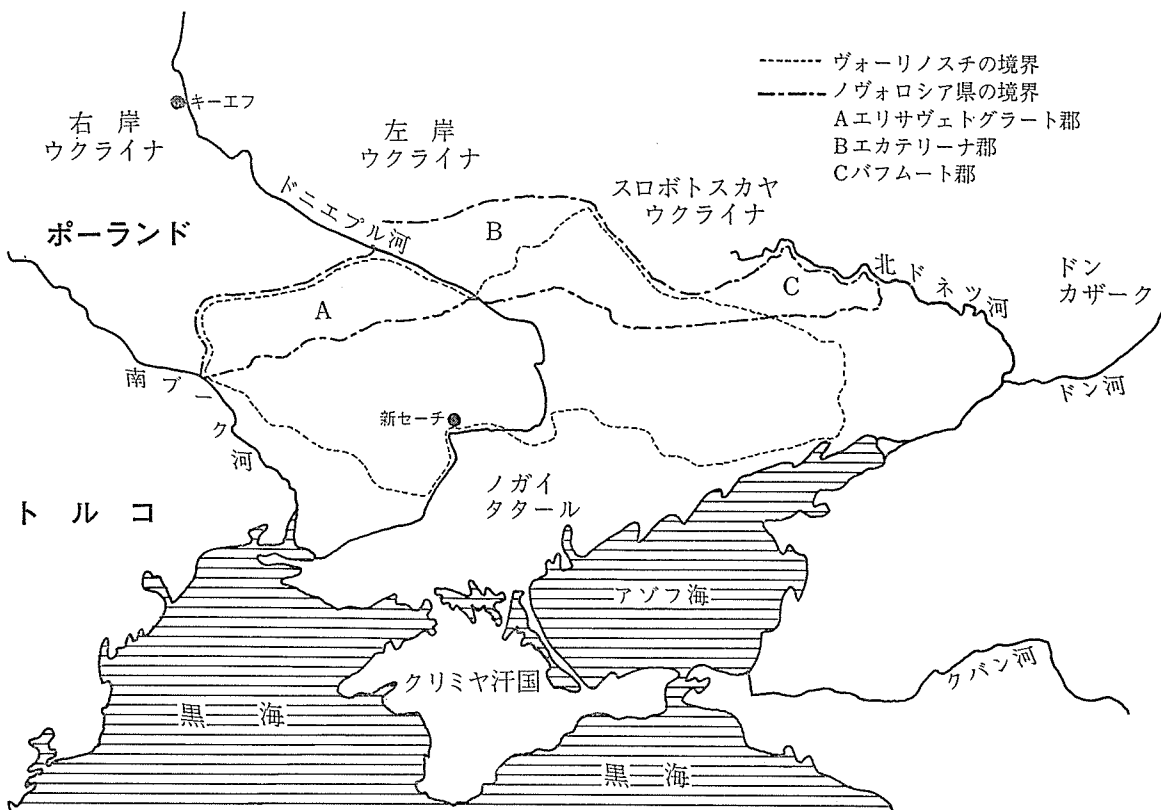 ヴォーリノスチの境界
ノヴォロシア県の境界
Aエリサヴェトグラート郡
Bエカテリーナ郡
Cバフムート郡
キーエフ
右岸
ウクライナ
左岸
ウクライナ
スロボトスカヤ
ウクライナ
ドニエプル河
ポーランド
B
A
C
北ドネツ河
ドン
カザーク
ドン河
南ブーク河
新セーチ
ノガイ
タタール
トルコ
アゾフ海
クリミヤ汗国
クバン河
黒海
黒海